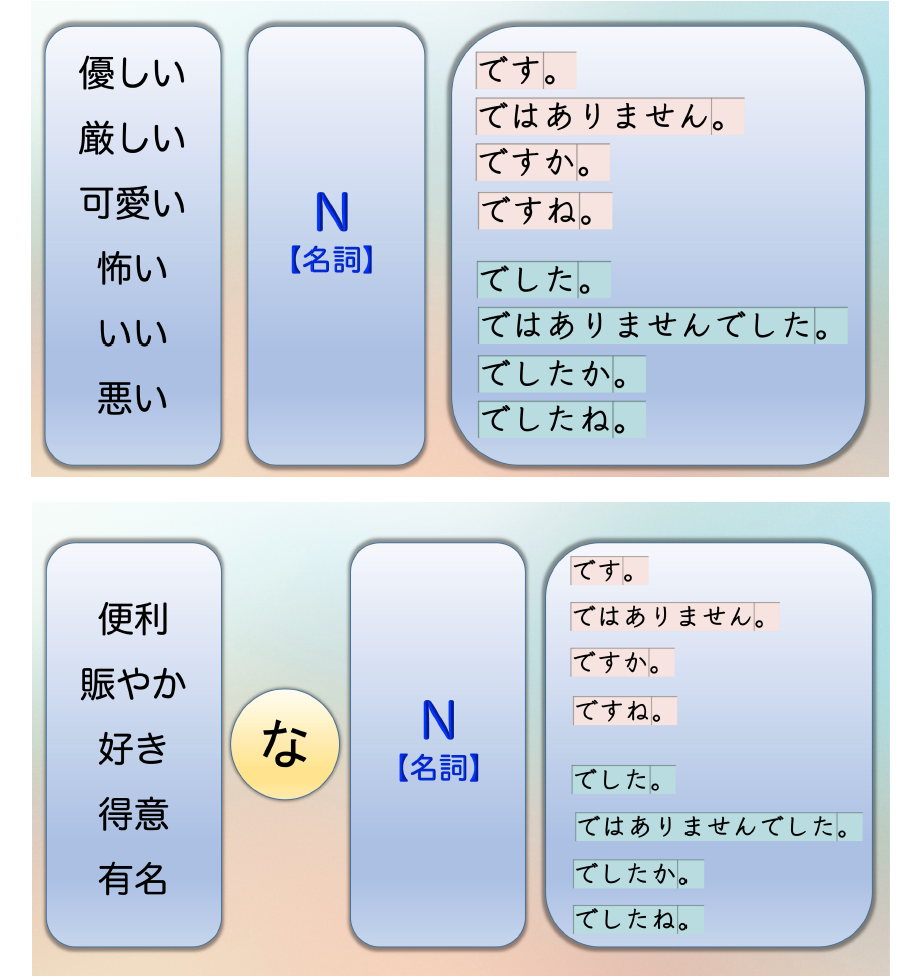 優しい
厳しい
可愛い
怖い
いい
悪い
N
【名詞】
です。
ではありません。
ですか。
ですね。
でした。
ではありませんでした。
でしたか。
でしたね。
便利
賑やか
好き
得意
有名
な
N
【名詞】
です。
ではありません。
ですか。
ですね。
でした。
ではありませんでした。
でしたか。
でしたね。